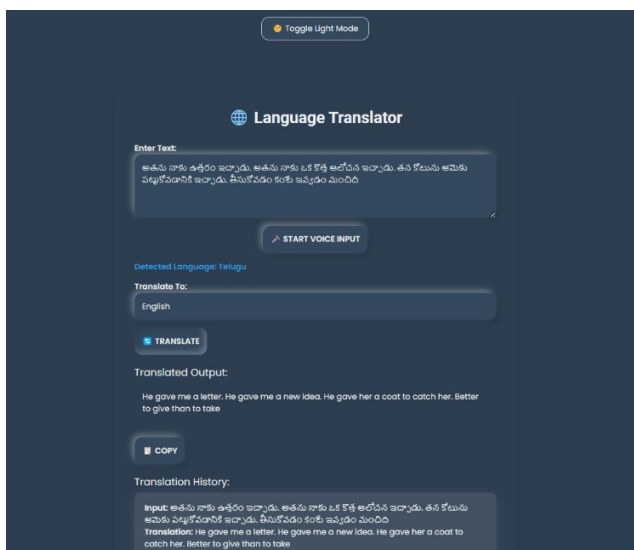 Toggle Light Mode
Language Translator
Enter Text:
అతను నాకు ఉత్తరం ఇచ్చాడు. అతను నాకు ఒక కొత్త ఆలోచన ఇచ్చాడు. తన కోటును ఆమెకు
పట్టుకోవడానికి ఇచ్చాడు. తీసుకోవడం కంటే ఇవ్వడం మంచిది
START VOICE INPUT
Detected Language: Telugu
Translate To:
English
TRANSLATE
Translated Output:
He gave me a letter. He gave me a new idea. He gave her a coat to catch her. Better
to give than to take
COPY
Translation History:
Input: అతను నాకు ఉత్తరం ఇచ్చాడు. అతను నాకు ఒక కొత్త ఆలోచన ఇచ్చాడు. తన కోటును
ఆమెకు పట్టుకోవడానికి ఇచ్చాడు. తీసుకోవడం కంటే ఇవ్వడం మంచిది
Translation: He gave me a letter. He gave me a new idea. He gave her a coat to
catch her. Better to give than to take